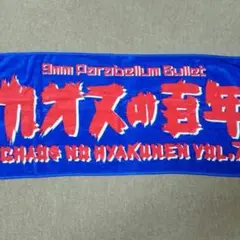 9mm Parabellum Bullet
カオスの百年
CHAOS NO HYAKUNEN VOL.